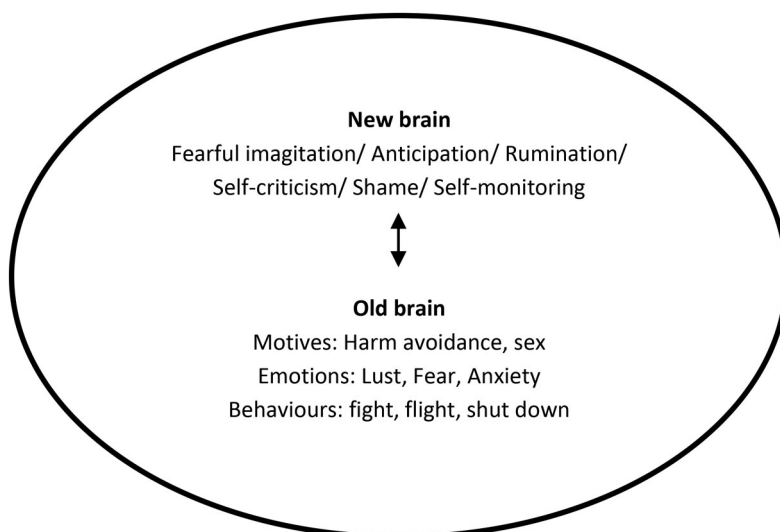 New brain
Fearful imagitation/ Anticipation/ Rumination/
Self-criticism/ Shame/ Self-monitoring
Old brain
Motives: Harm avoidance, sex
Emotions: Lust, Fear, Anxiety
Behaviours: fight, flight, shut down